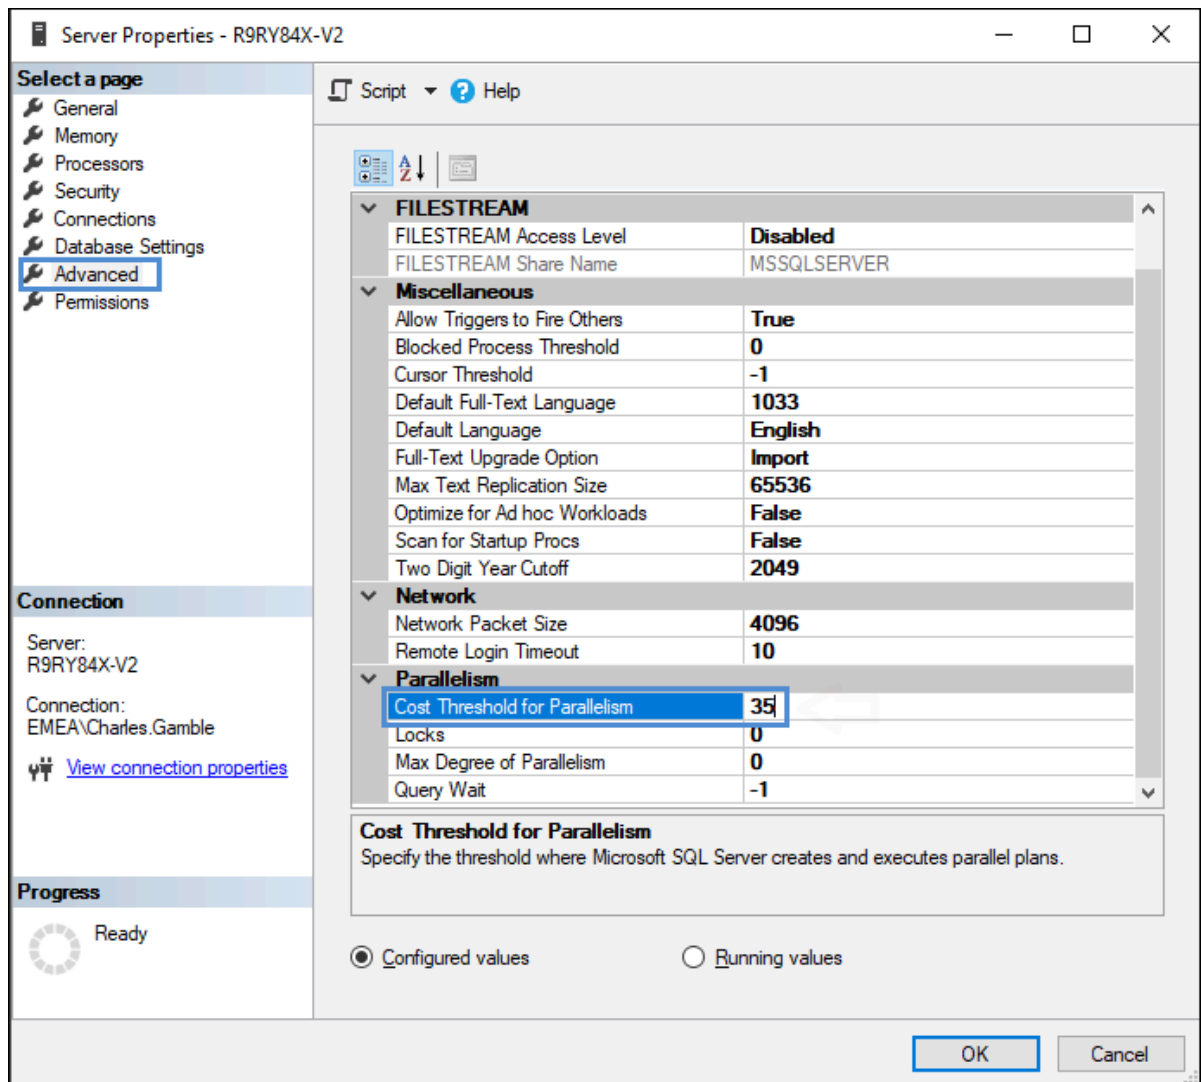 Server Properties - R9RY84X-V2
Select a page
General
Memory
Processors
Security
Connections
Database Settings
Advanced
Permissions
Connection
Server:
R9RY84X-V2
Connection:
EMEA\Charles.Gamble
View connection properties
Progress
Ready
Script Help
FILESTREAM
FILESTREAM Access Level Disabled
FILESTREAM Share Name MSSQLSERVER
Miscellaneous
Allow Triggers to Fire Others True
Blocked Process Threshold 0
Cursor Threshold -1
Default Full-Text Language 1033
Default Language English
Full-Text Upgrade Option Import
Max Text Replication Size 65536
Optimize for Ad hoc Workloads False
Scan for Startup Procs False
Two Digit Year Cutoff 2049
Network
Network Packet Size 4096
Remote Login Timeout 10
Parallelism
Cost Threshold for Parallelism 35
Locks 0
Max Degree of Parallelism 0
Query Wait -1
Cost Threshold for Parallelism
Specify the threshold where Microsoft SQL Server creates and executes parallel plans.
Configured values Running values
OK Cancel